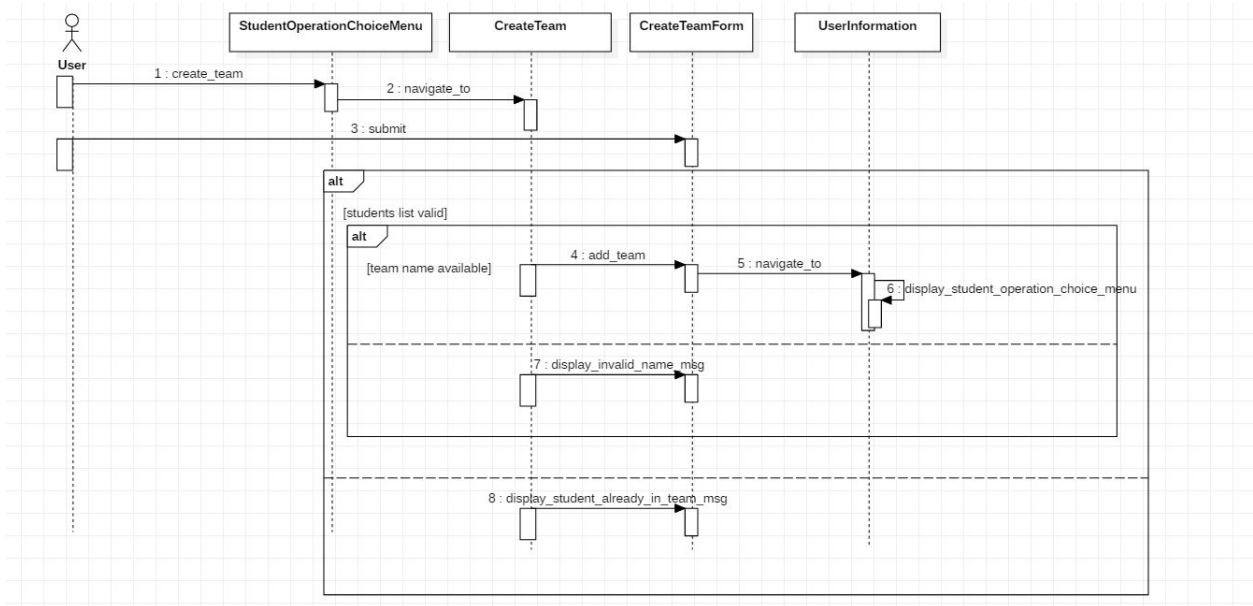 StudentOperationChoiceMenu
CreateTeam
CreateTeamForm
UserInformation
User
1 : create_team
2 : navigate_to
3 : submit
alt
[students list valid]
alt
[team name available]
4 : add_team
5 : navigate_to
6 : display_student_operation_choice_menu
7 : display_invalid_name_msg
8 : display_student_already_in_team_msg